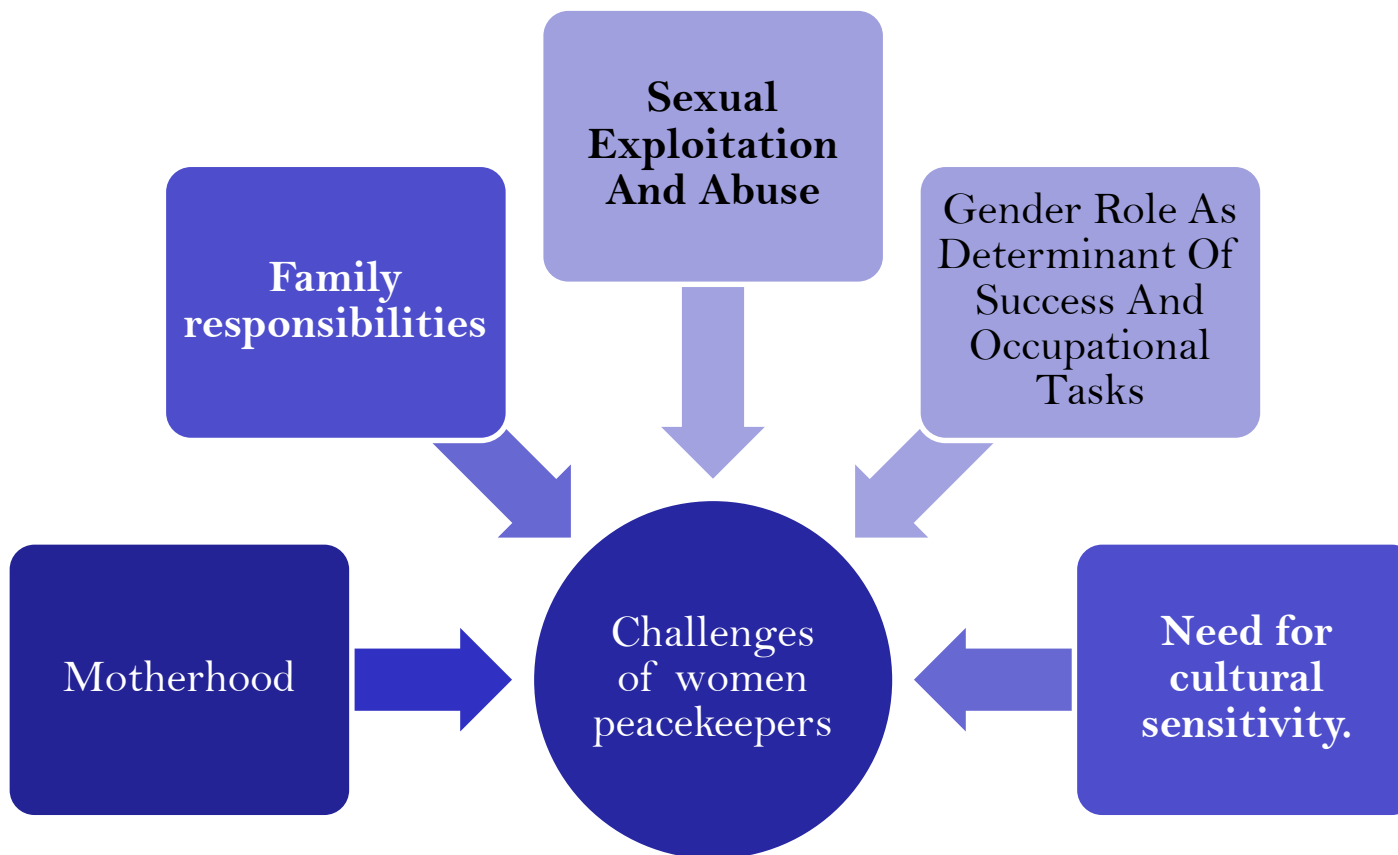 Sexual
Exploitation
And Abuse
Gender Role As
Determinant Of
Success And
Occupational
Tasks
Family
responsibilities
Motherhood
Challenges
of women
peacekeepers
Need for
cultural
sensitivity.